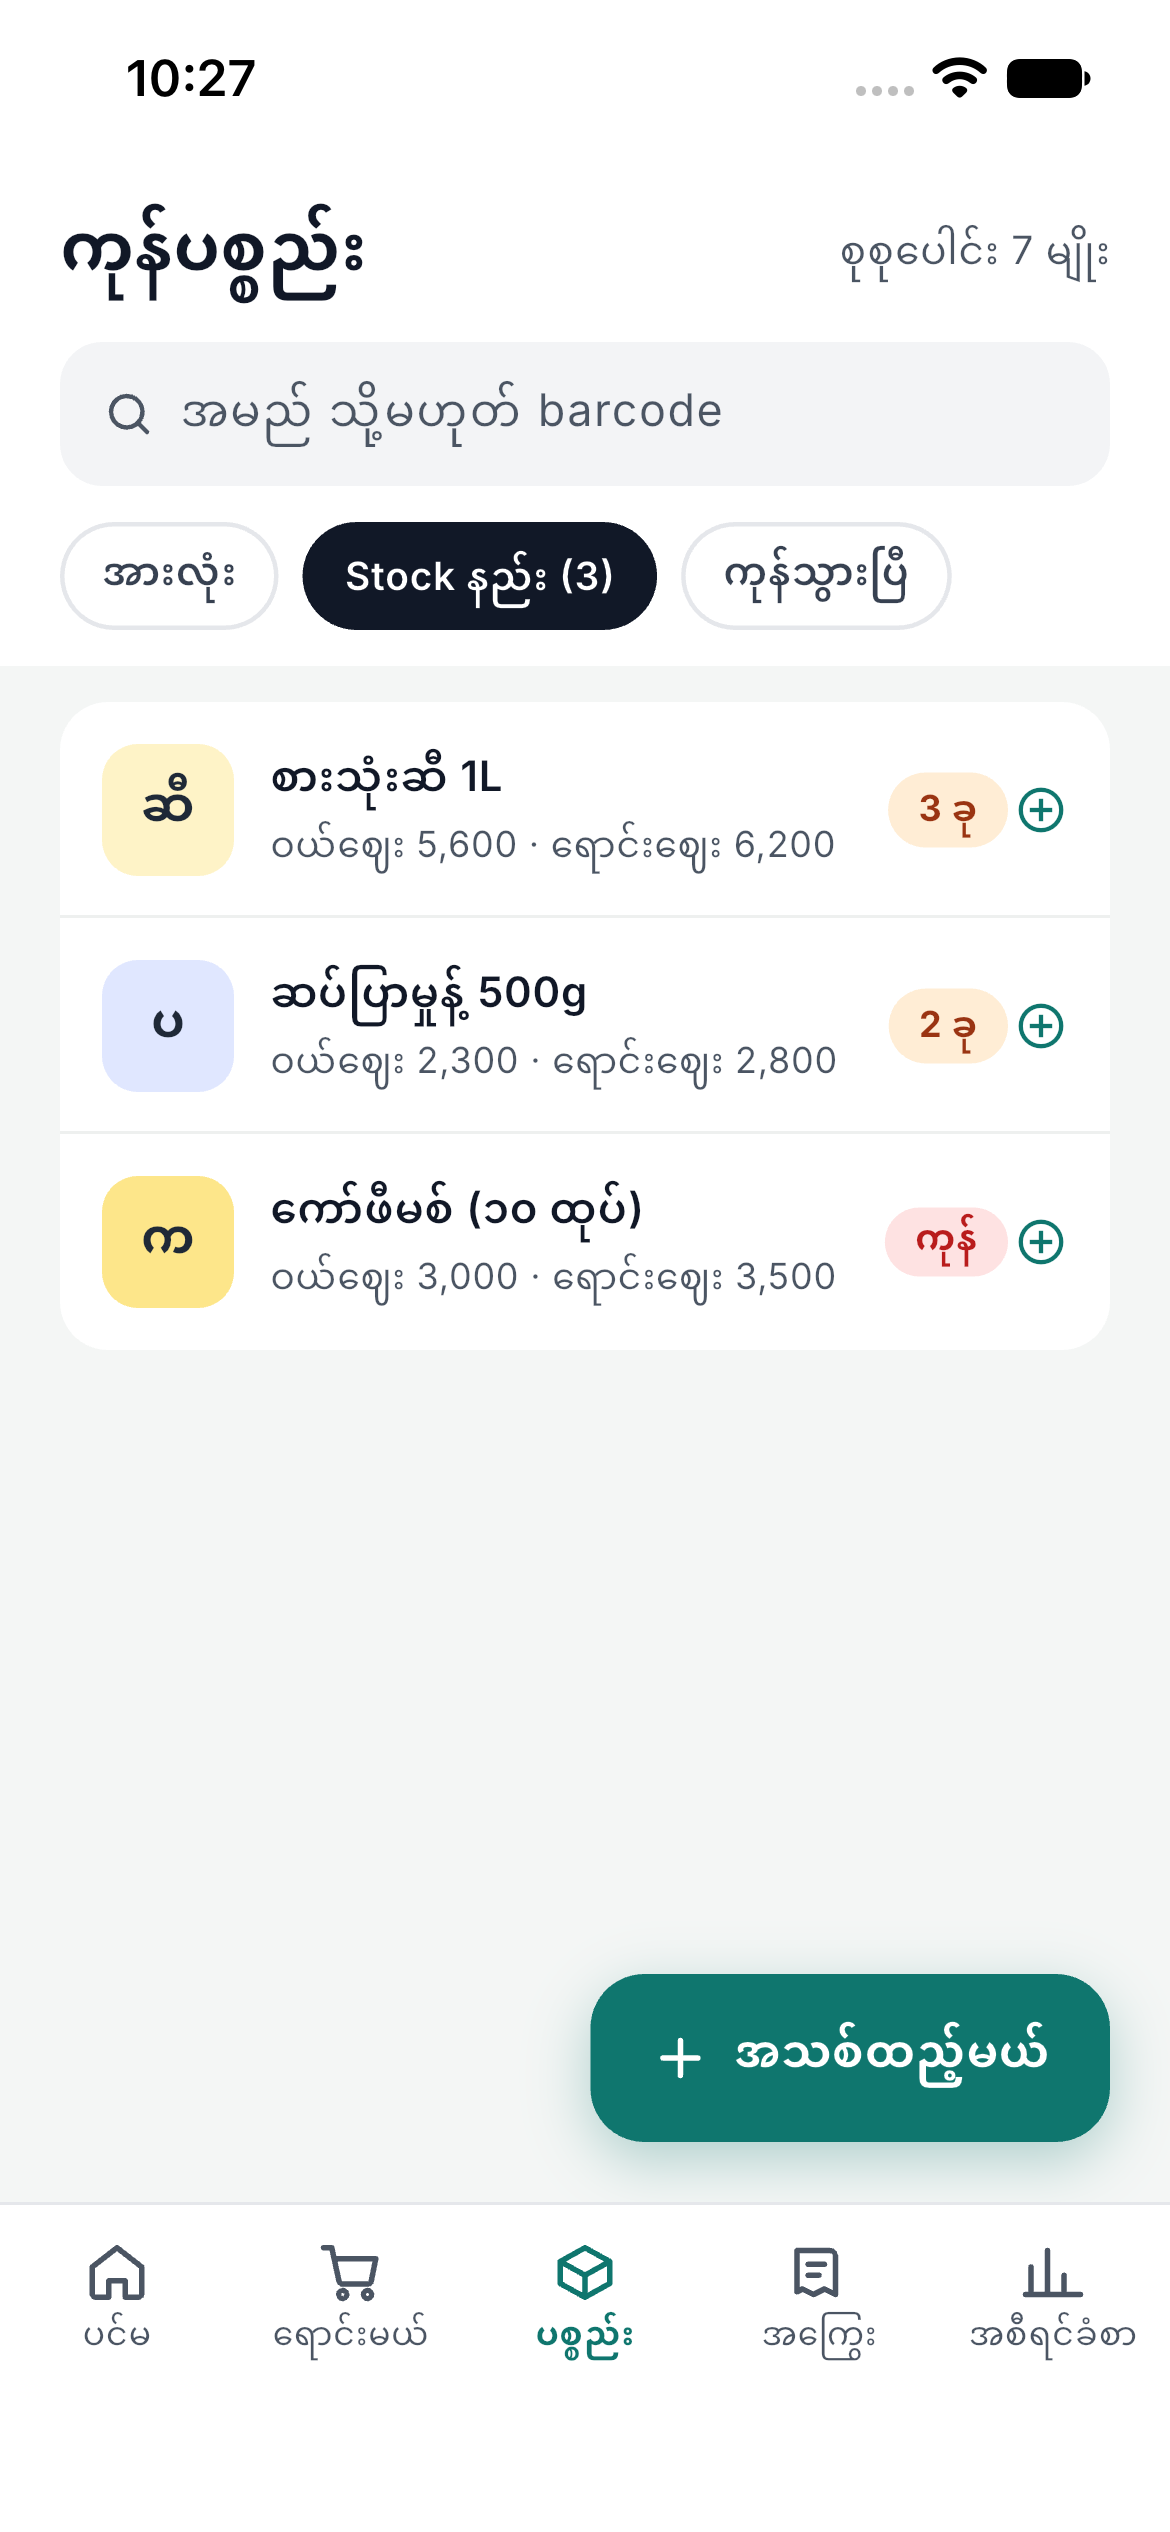 10:27
ကုန်ပစ္စည်း
စုစုပေါင်း 7 မျိုး
အမည် သို့မဟုတ် barcode
အားလုံး
Stock နည်း (3)
ကုန်သွားပြီ
ဆီ
စားသုံးဆီ 1L
ဝယ်ဈေး 5,600 · ရောင်းဈေး 6,200
3 ခု
ပ
ဆပ်ပြာမှုန့် 500g
ဝယ်ဈေး 2,300 · ရောင်းဈေး 2,800
2 ခု
က
ကော်ဖီမစ် (၁၀ ထုပ်)
ဝယ်ဈေး 3,000 · ရောင်းဈေး 3,500
ကုန်
အသစ်ထည့်မယ်
ပင်မ
ရောင်းမယ်
ပစ္စည်း
အကြွေး
အစီရင်ခံစာ